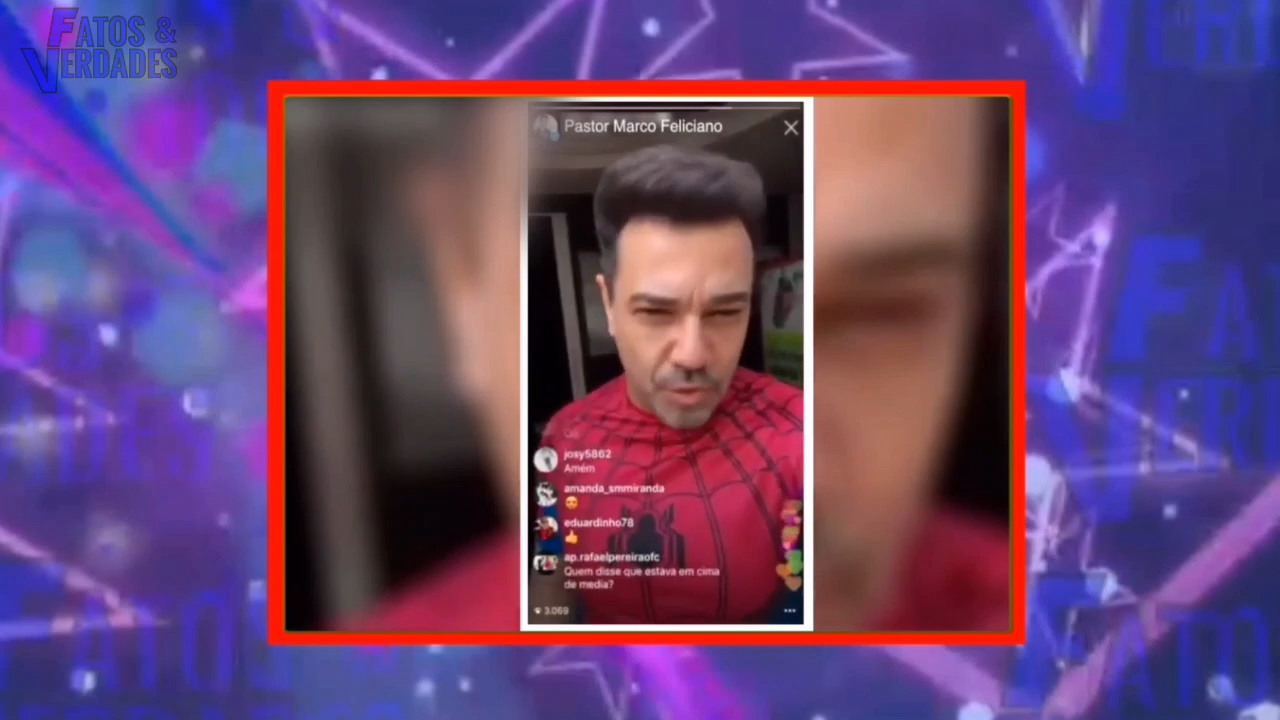 FATOS &
VERDADES
Pastor Marco Feliciano
josy5862
Amém
amanda_smmiranda
eduardinho78
ap.rafaelpereiraofc
Quem disse que estava em cima
de media?
3.069